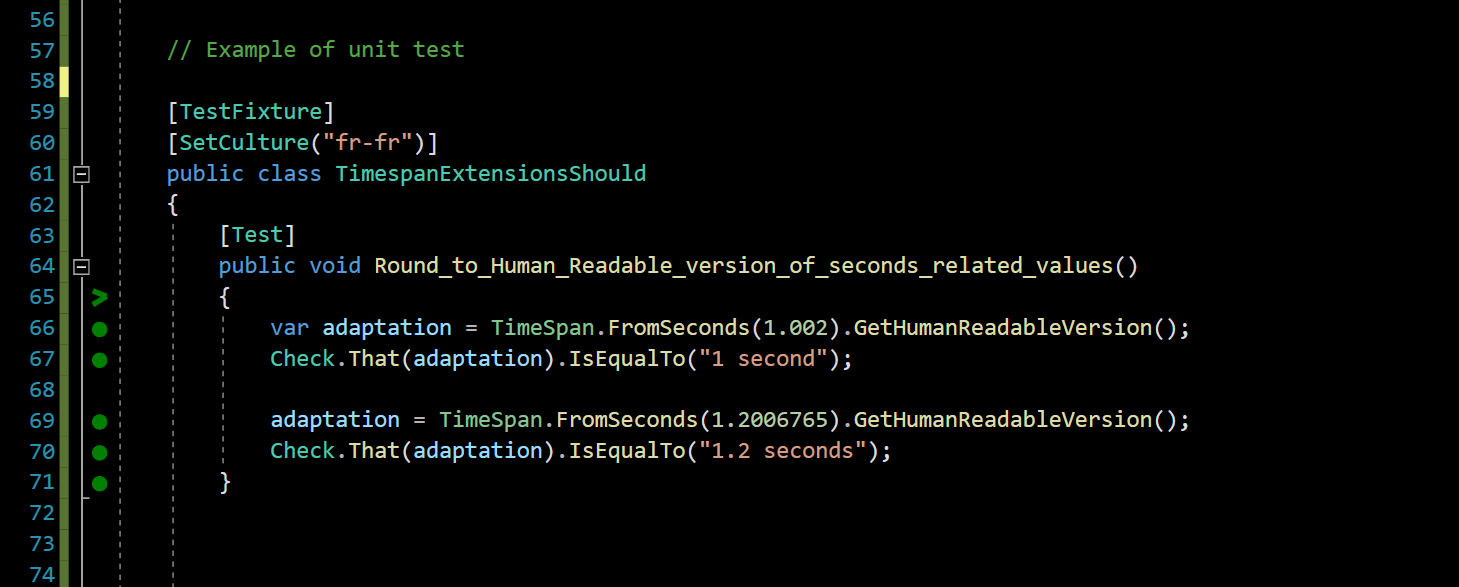 56
57 // Example of unit test
58
59 [TestFixture]
60 [SetCulture("fr-fr")]
61 public class TimespanExtensionsShould
62 {
63 [Test]
64 public void Round_to_Human_Readable_version_of_seconds_related_values()
65 {
66 var adaptation = TimeSpan.FromSeconds(1.002).GetHumanReadableVersion();
67 Check.That(adaptation).IsEqualTo("1 second");
68
69 adaptation = TimeSpan.FromSeconds(1.2006765).GetHumanReadableVersion();
70 Check.That(adaptation).IsEqualTo("1.2 seconds");
71 }
72
73
74